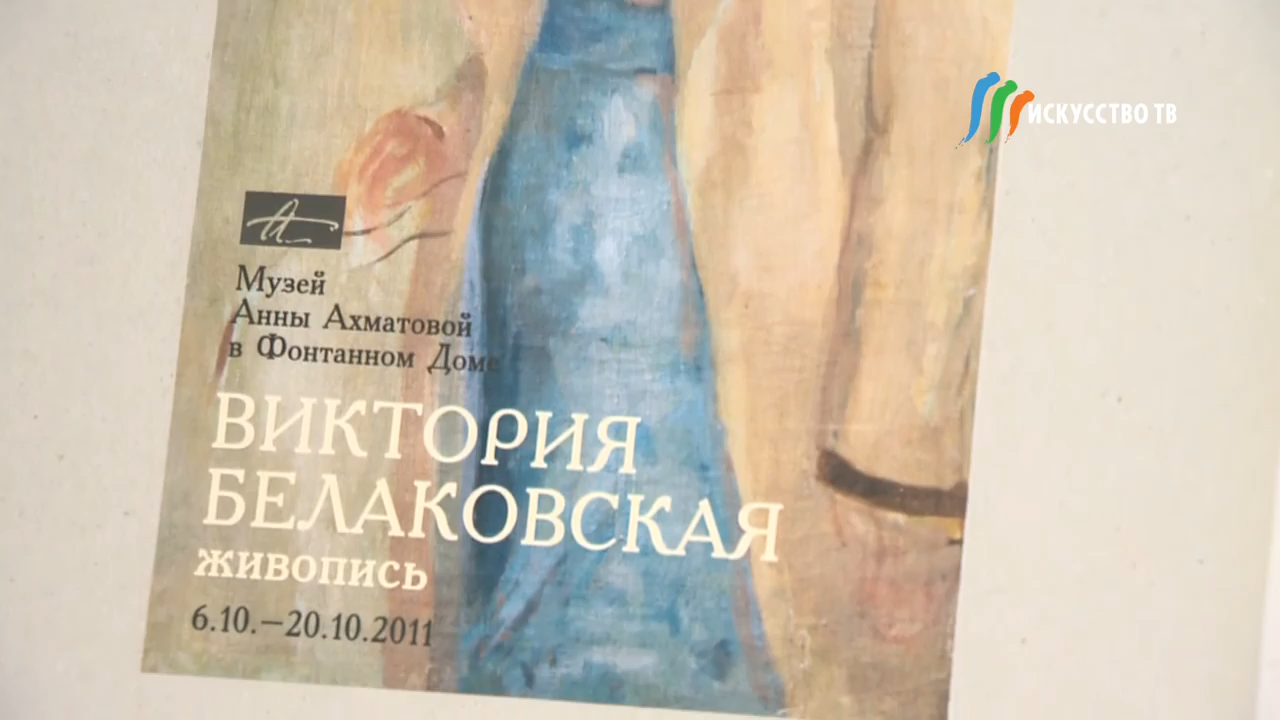 ИСКУССТВО ТВ
Музей
Анны Ахматовой
в Фонтанном Доме
ВИКТОРИЯ
БЕЛАКОВСКАЯ
живопись
6.10.—20.10.2011